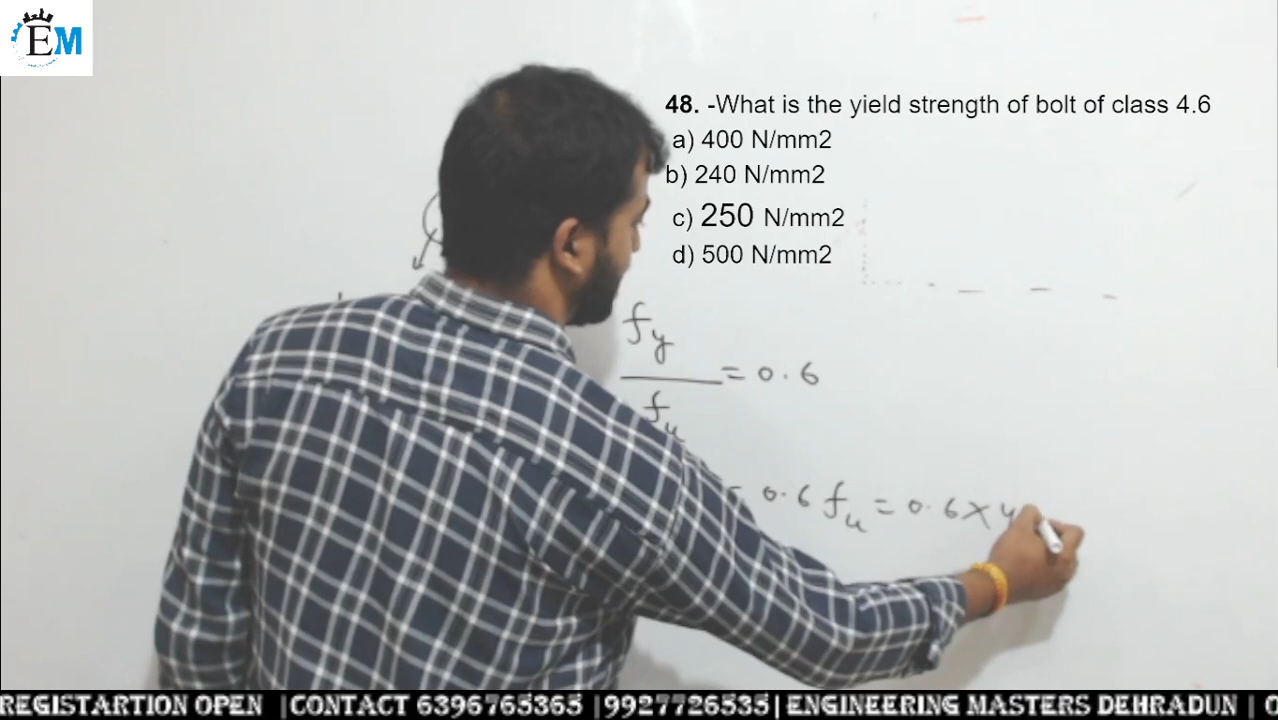 EM
48. -What is the yield strength of bolt of class 4.6
a) 400 N/mm2
b) 240 N/mm2
c) 250 N/mm2
d) 500 N/mm2
fy
= 0.6
fu
= 0.6 fu = 0.6 × 4
REGISTARTION OPEN |CONTACT 6396765365 |9927726535| ENGINEERING MASTERS DEHRADUN |